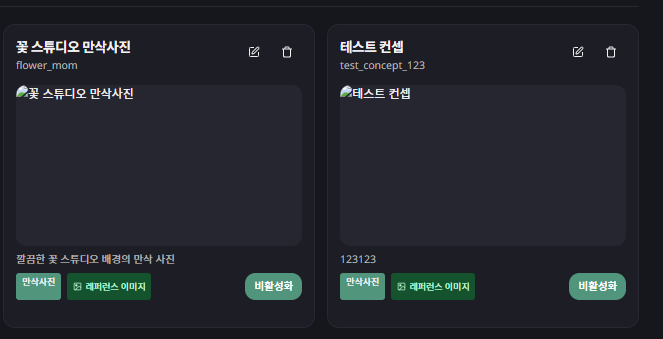 꽃 스튜디오 만삭사진
flower_mom
꽃 스튜디오 만삭사진
깔끔한 꽃 스튜디오 배경의 만삭 사진
만삭사진
레퍼런스 이미지
비활성화
테스트 컨셉
test_concept_123
테스트 컨셉
123123
만삭사진
레퍼런스 이미지
비활성화